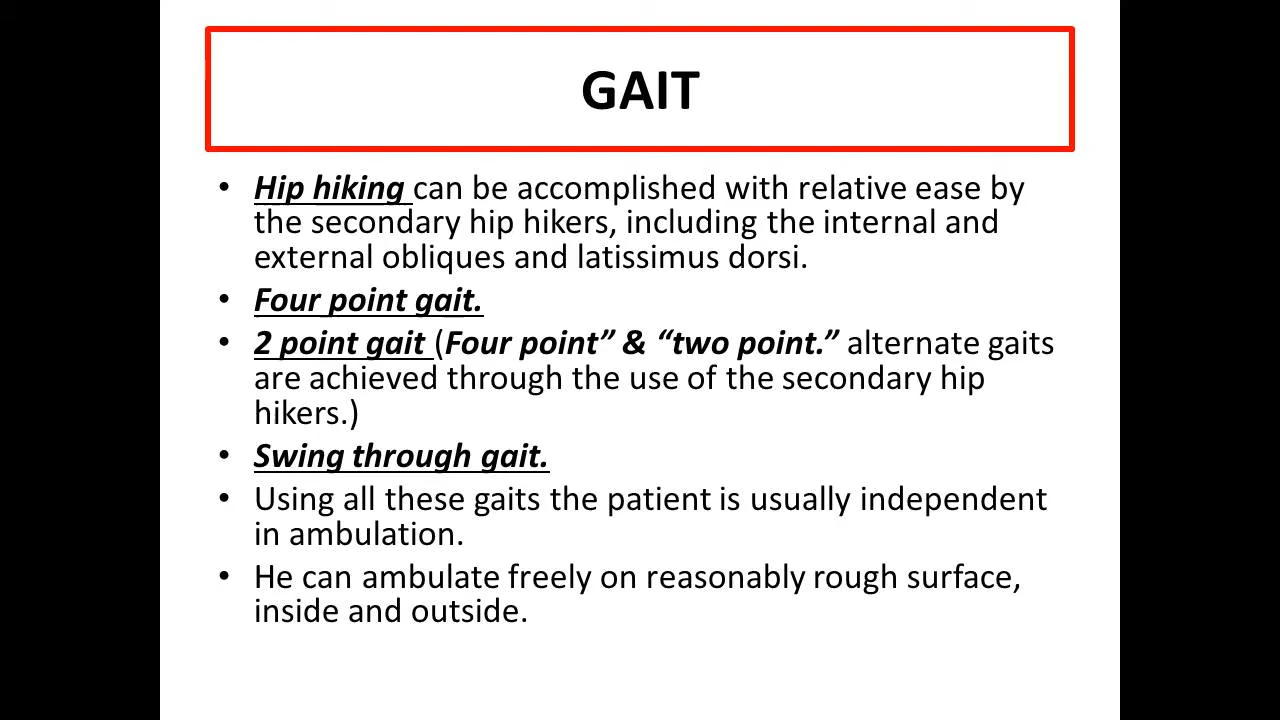 GAIT
• Hip hiking can be accomplished with relative ease by
the secondary hip hikers, including the internal and
external obliques and latissimus dorsi.
• Four point gait.
• 2 point gait (Four point” & “two point.” alternate gaits
are achieved through the use of the secondary hip
hikers.)
• Swing through gait.
• Using all these gaits the patient is usually independent
in ambulation.
• He can ambulate freely on reasonably rough surface,
inside and outside.